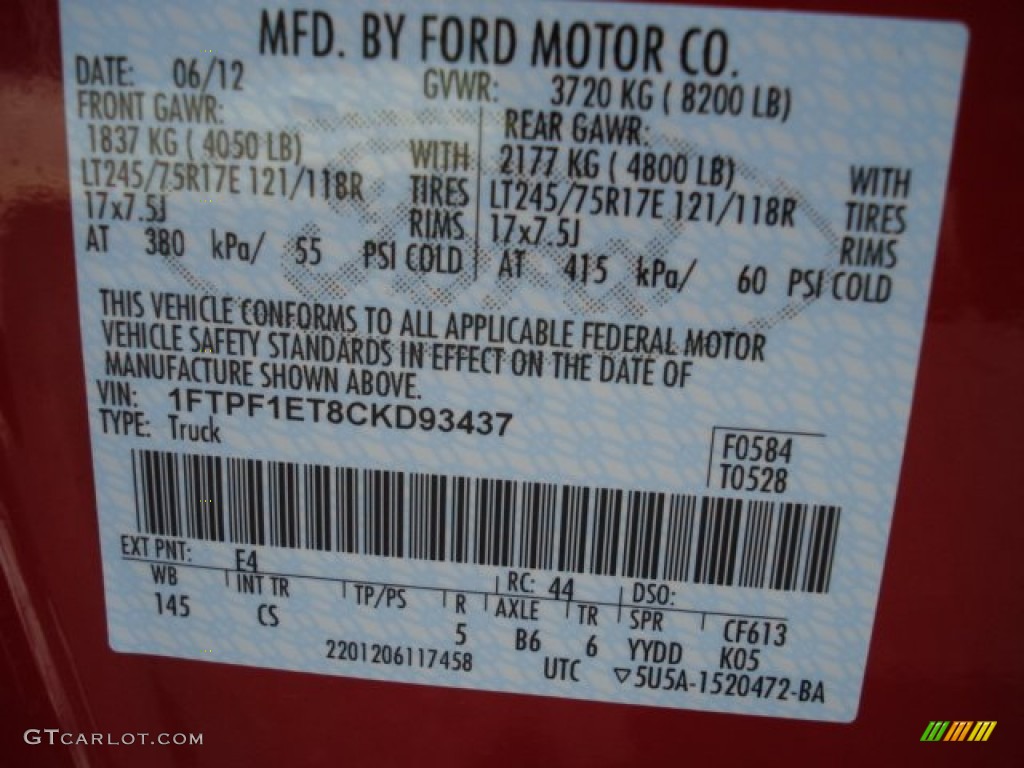 MFD. BY FORD MOTOR CO.
DATE: 06/12 GVWR: 3720 KG ( 8200 LB)
FRONT GAWR: REAR GAWR:
1837 KG ( 4050 LB) WITH 2177 KG ( 4800 LB) WITH
LT245/75R17E 121/118R TIRES LT245/75R17E 121/118R TIRES
17x7.5J RIMS 17x7.5J RIMS
AT 380 kPa/ 55 PSI COLD AT 415 kPa/ 60 PSI COLD
THIS VEHICLE CONFORMS TO ALL APPLICABLE FEDERAL MOTOR
VEHICLE SAFETY STANDARDS IN EFFECT ON THE DATE OF
MANUFACTURE SHOWN ABOVE.
VIN: 1FTPF1ET8CKD93437
TYPE: Truck
F0584
T0528
EXT PNT: E4 RC: 44 DSO:
WB INT TR TP/PS R AXLE TR SPR CF613
145 CS 5 B6 6 YYDD K05
2201206117458 UTC ▽5U5A-1520472-BA
GTCARLOT.COM